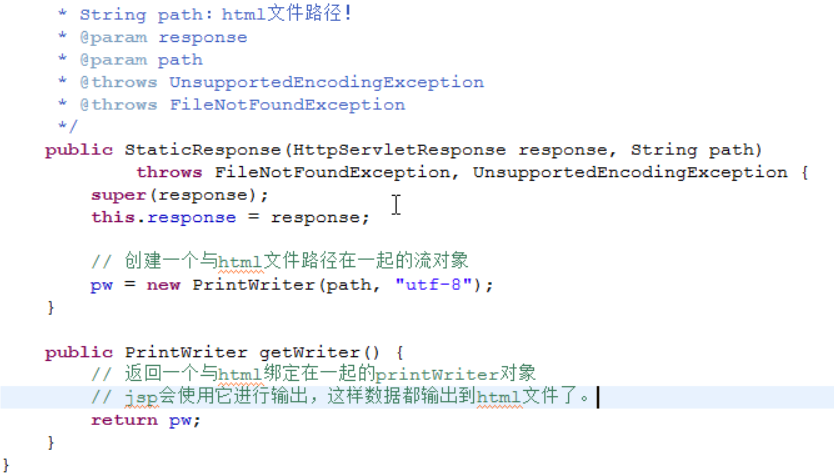 * String path：html文件路径！
* @param response
* @param path
* @throws UnsupportedEncodingException
* @throws FileNotFoundException
*/
public StaticResponse(HttpServletResponse response, String path)
throws FileNotFoundException, UnsupportedEncodingException {
super(response);
this.response = response;
// 创建一个与html文件路径在一起的流对象
pw = new PrintWriter(path, "utf-8");
}
public PrintWriter getWriter() {
// 返回一个与html绑定在一起的printWriter对象
// jsp会使用它进行输出，这样数据都输出到html文件了。
return pw;
}
}